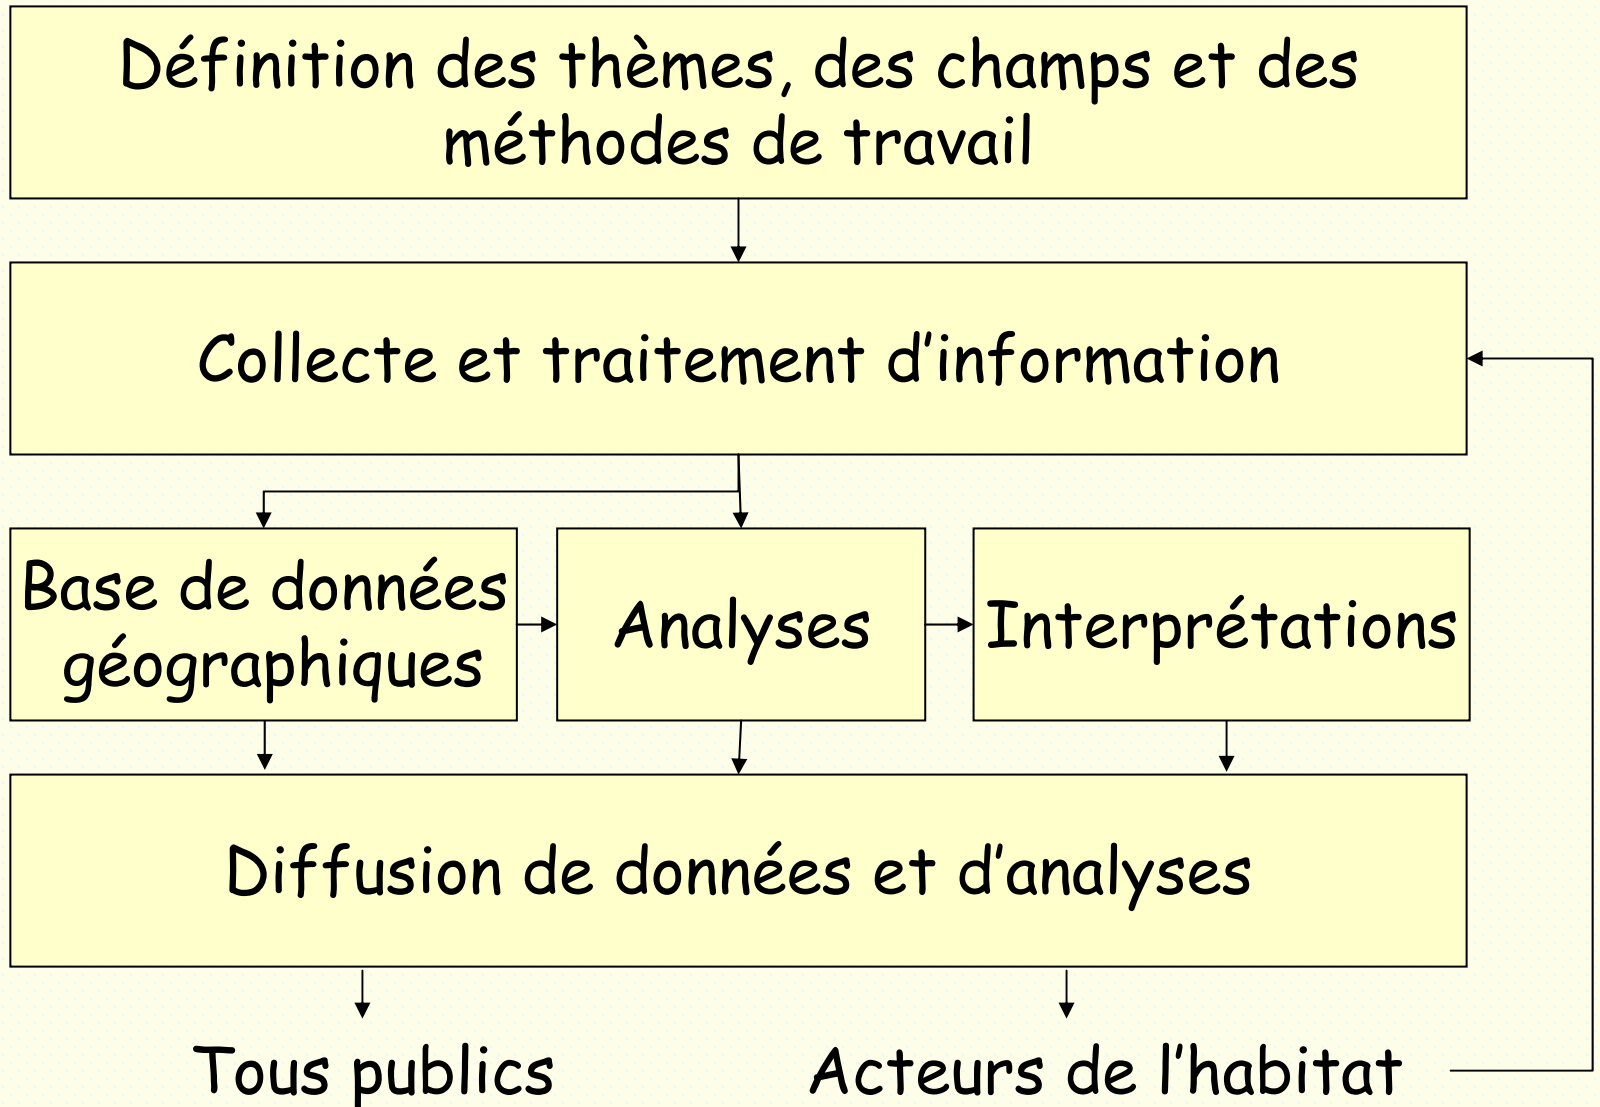 Définition des thèmes, des champs et des
méthodes de travail
Collecte et traitement d’information
Base de données
géographiques
Analyses
Interprétations
Diffusion de données et d’analyses
Tous publics
Acteurs de l’habitat